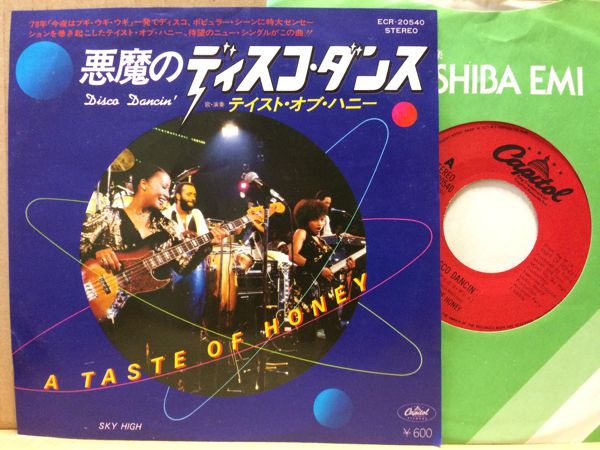 '78年「今夜はブギ・ウギ・ウギ」一発でディスコ、ポピュラー・シーンに特大センセー
ションを巻き起こしたテイスト・オブ・ハニー、待望のニュー・シングルがこの曲!!
ECR-20540
STEREO
悪魔のディスコ・ダンス
Disco Dancin'
歌・演奏 テイスト・オブ・ハニー
A TASTE OF HONEY
SKY HIGH
Capitol
¥600
SHIBA EMI
Capitol
A
DISCO DANCIN'
HONEY